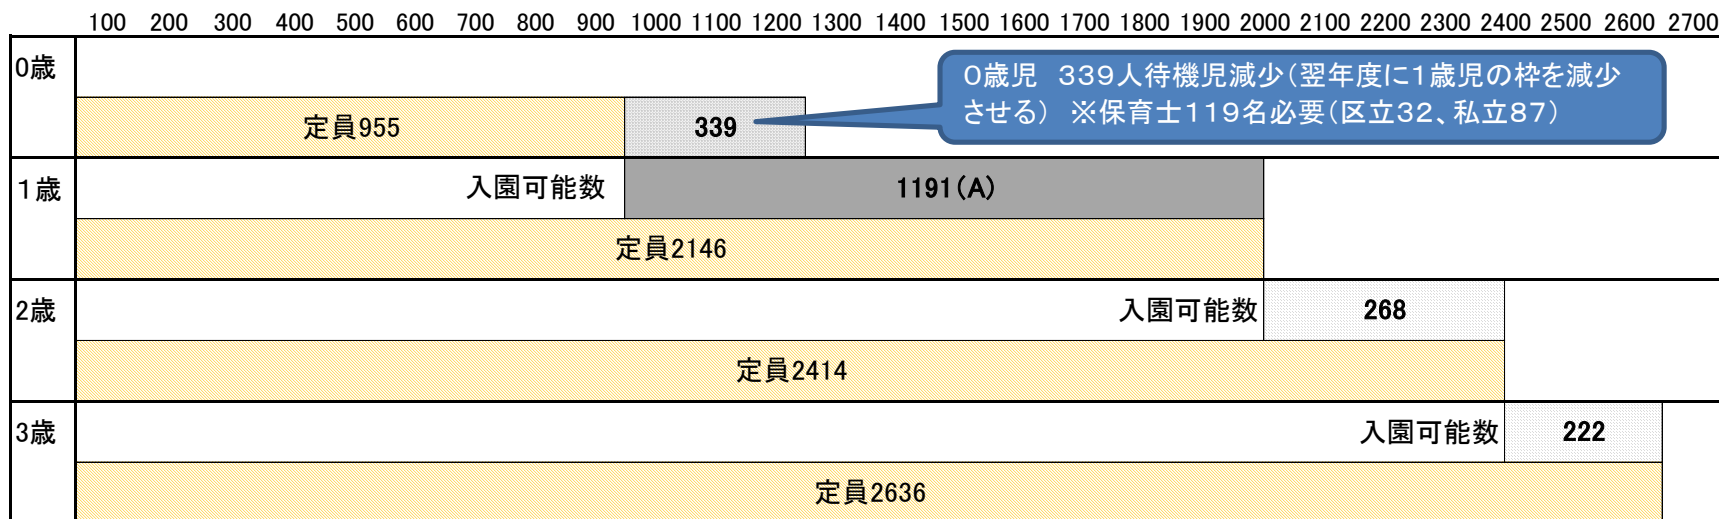 100 200 300 400 500 600 700 800 900 1000 1100 1200 1300 1400 1500 1600 1700 1800 1900 2000 2100 2200 2300 2400 2500 2600 2700
0歳
0歳児　339人待機児減少(翌年度に1歳児の枠を減少
させる)　※保育士119名必要(区立32、私立87)
定員955
339
1歳
入園可能数
1191(A)
定員2146
2歳
入園可能数
268
定員2414
3歳
入園可能数
222
定員2636